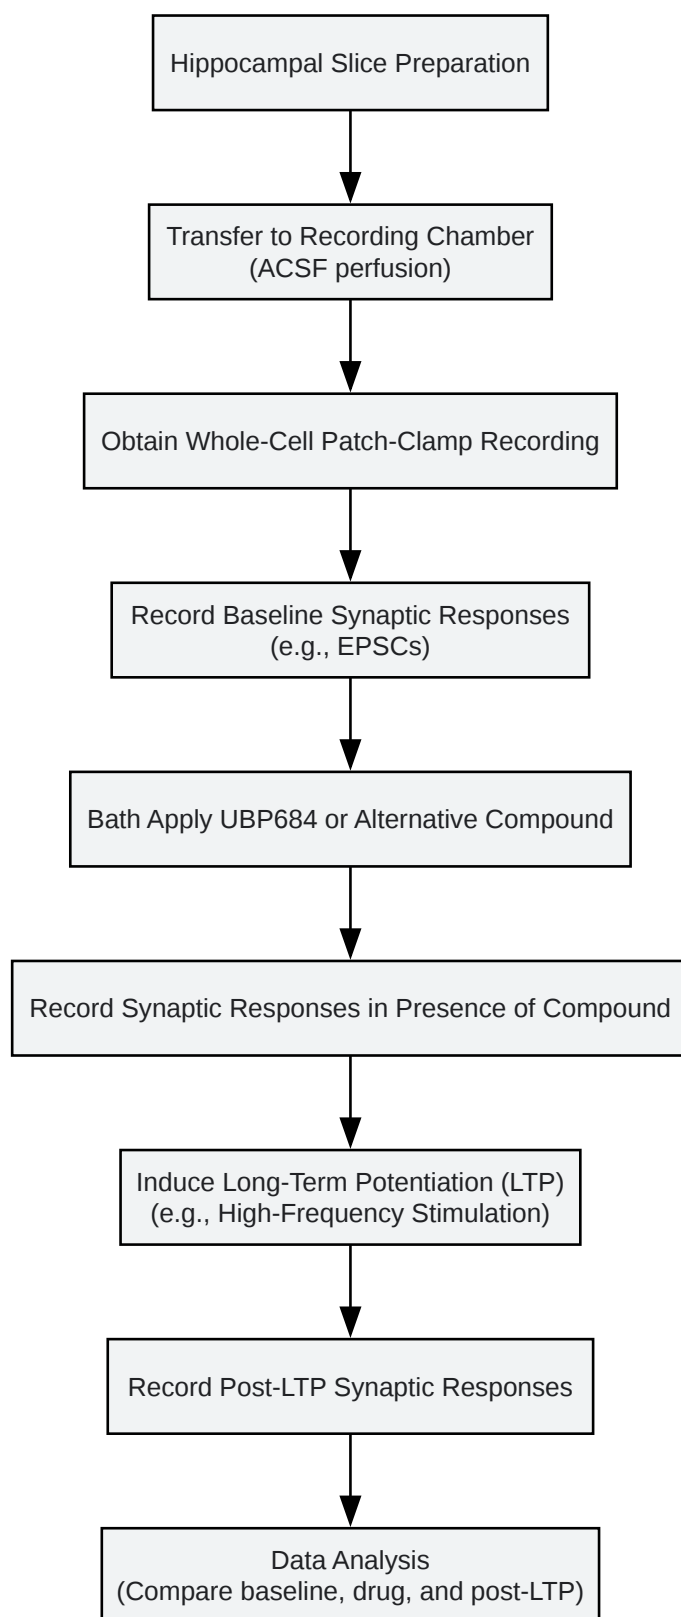 Hippocampal Slice Preparation
Transfer to Recording Chamber
(ACSF perfusion)
Obtain Whole-Cell Patch-Clamp Recording
Record Baseline Synaptic Responses
(e.g., EPSCs)
Bath Apply UBP684 or Alternative Compound
Record Synaptic Responses in Presence of Compound
Induce Long-Term Potentiation (LTP)
(e.g., High-Frequency Stimulation)
Record Post-LTP Synaptic Responses
Data Analysis
(Compare baseline, drug, and post-LTP)